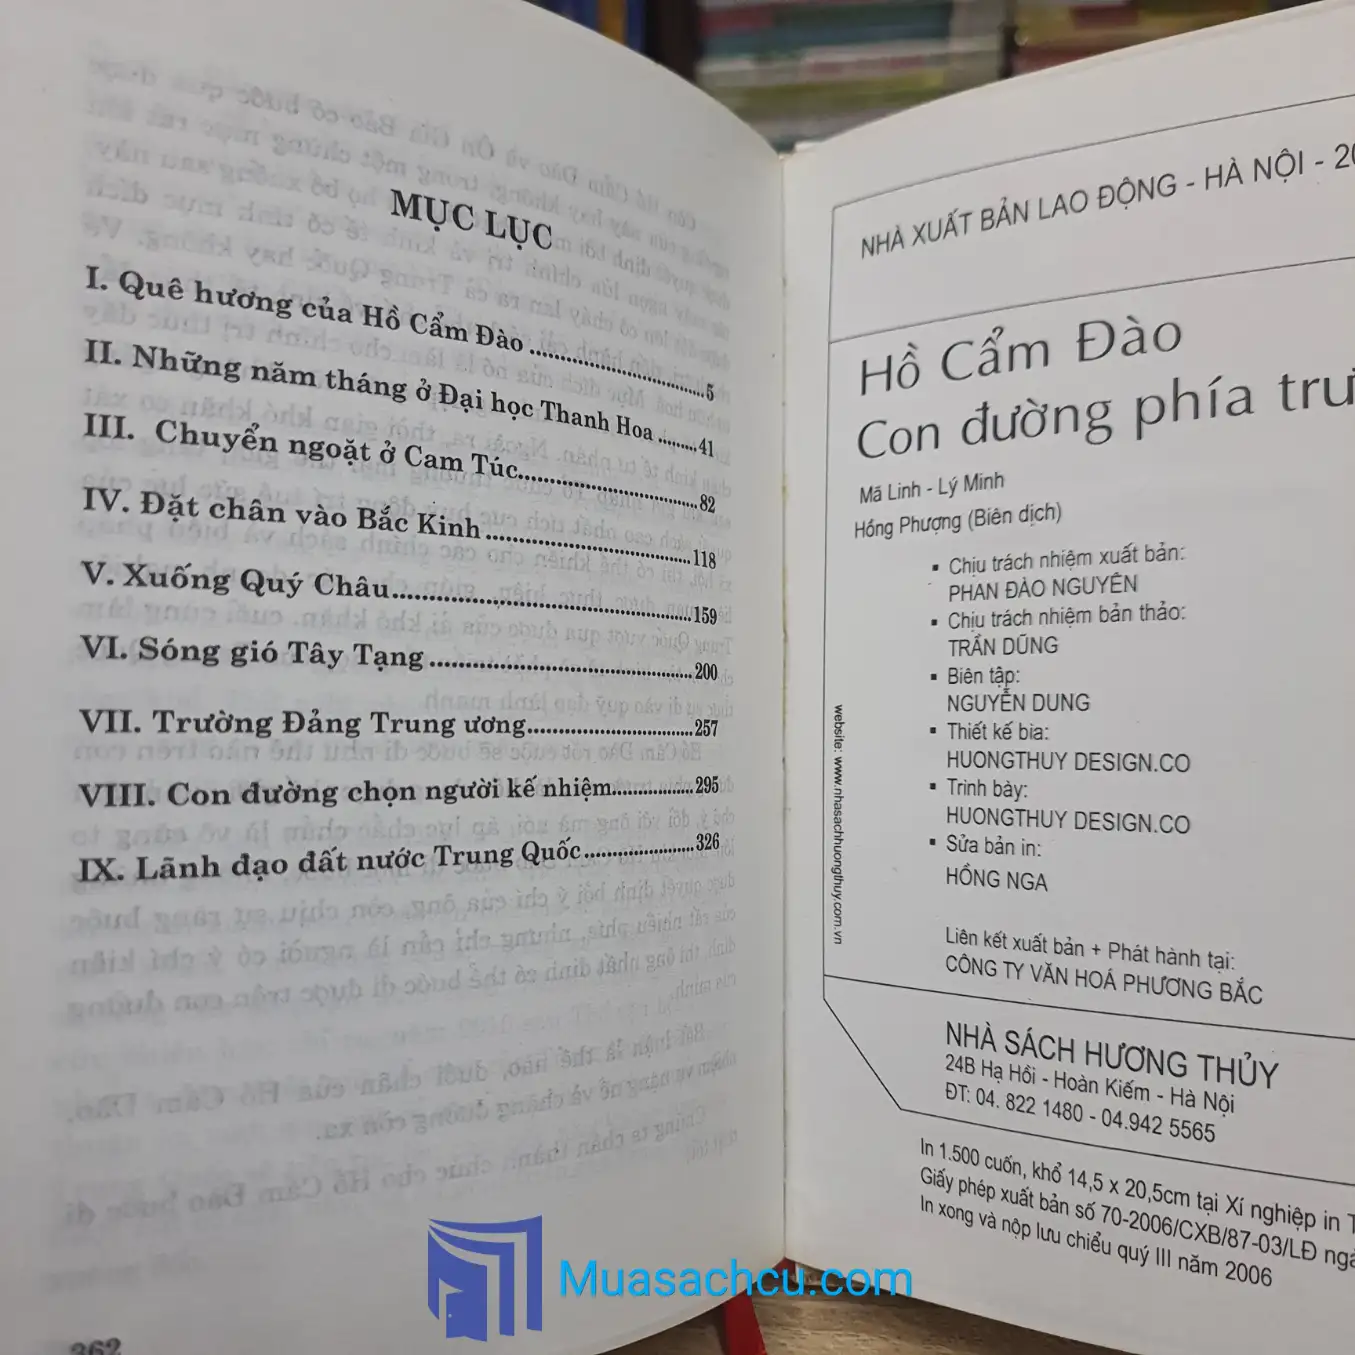 MỤC LỤC
I. Quê hương của Hồ Cẩm Đào ........ 5
II. Những năm tháng ở Đại học Thanh Hoa ........ 41
III. Chuyển ngoặt ở Cam Túc ........ 82
IV. Đặt chân vào Bắc Kinh ........ 118
V. Xuống Quý Châu ........ 159
VI. Sóng gió Tây Tạng ........ 200
VII. Trường Đảng Trung ương ........ 257
VIII. Con đường chọn người kế nhiệm ........ 295
IX. Lãnh đạo đất nước Trung Quốc ........ 326
362
NHÀ XUẤT BẢN LAO ĐỘNG - HÀ NỘI - 20
Hồ Cẩm Đào
Con đường phía trư
Mã Linh - Lý Minh
Hồng Phượng (Biên dịch)
▪ Chịu trách nhiệm xuất bản:
PHAN ĐÀO NGUYÊN
▪ Chịu trách nhiệm bản thảo:
TRẦN DŨNG
▪ Biên tập:
NGUYỄN DUNG
▪ Thiết kế bìa:
HUONGTHUY DESIGN.CO
▪ Trình bày:
HUONGTHUY DESIGN.CO
▪ Sửa bản in:
HỒNG NGA
website: www.nhasachhuongthuy.com.vn
Liên kết xuất bản + Phát hành tại:
CÔNG TY VĂN HOÁ PHƯƠNG BẮC
NHÀ SÁCH HƯƠNG THỦY
24B Hạ Hồi - Hoàn Kiếm - Hà Nội
ĐT: 04. 822 1480 - 04.942 5565
In 1.500 cuốn, khổ 14,5 x 20,5cm tại Xí nghiệp in T
Giấy phép xuất bản số 70-2006/CXB/87-03/LĐ ngà
In xong và nộp lưu chiểu quý III năm 2006
Muasachcu.com